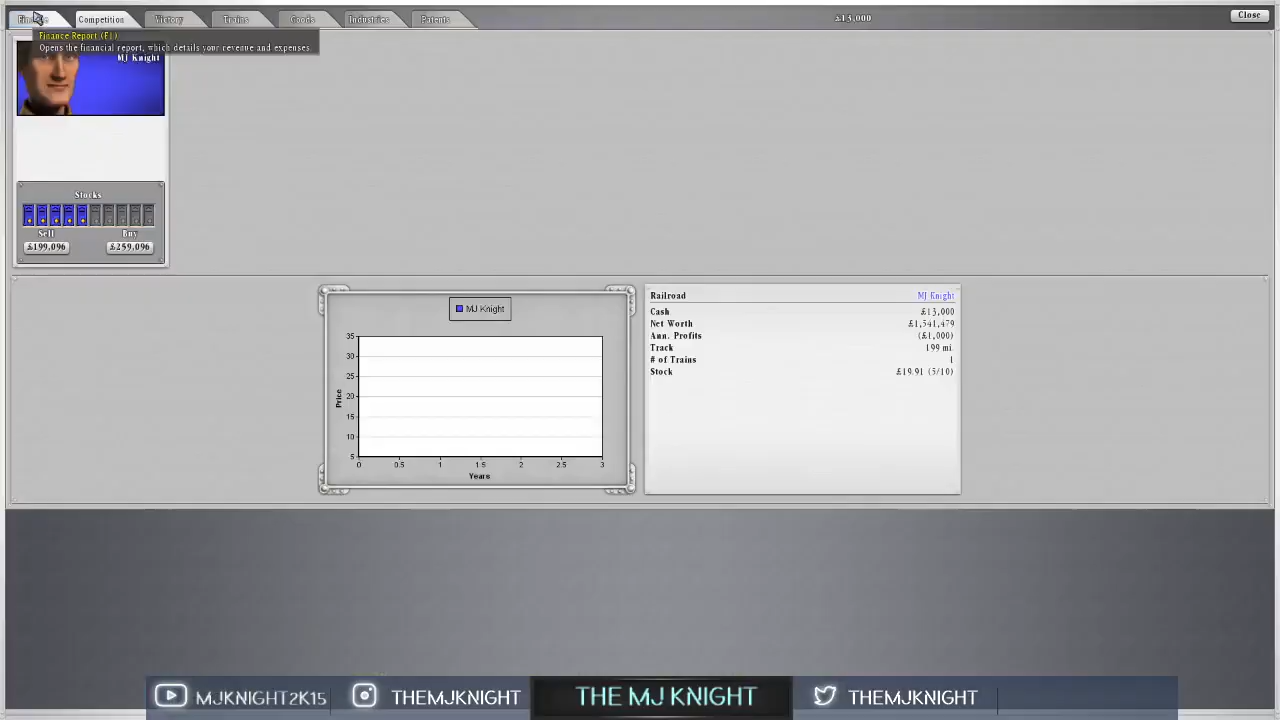 Competition
Victory
Trains
Goods
Industries
Patents
£13,000
Close
Finance Report (F1)
Opens the financial report, which details your revenue and expenses
MJ Knight
Stocks
Sell
Buy
£199,096
£259,096
MJ Knight
35
30
25
20
15
10
5
Price
0
0.5
1
1.5
2
2.5
3
Years
Railroad MJ Knight
Cash £13,000
Net Worth £1,541,479
Ann. Profits (£1,000)
Track 199 mi.
# of Trains 1
Stock £19.91 (5/10)
MJKNIGHT2K15
THEMJKNIGHT
THE MJ KNIGHT
THEMJKNIGHT